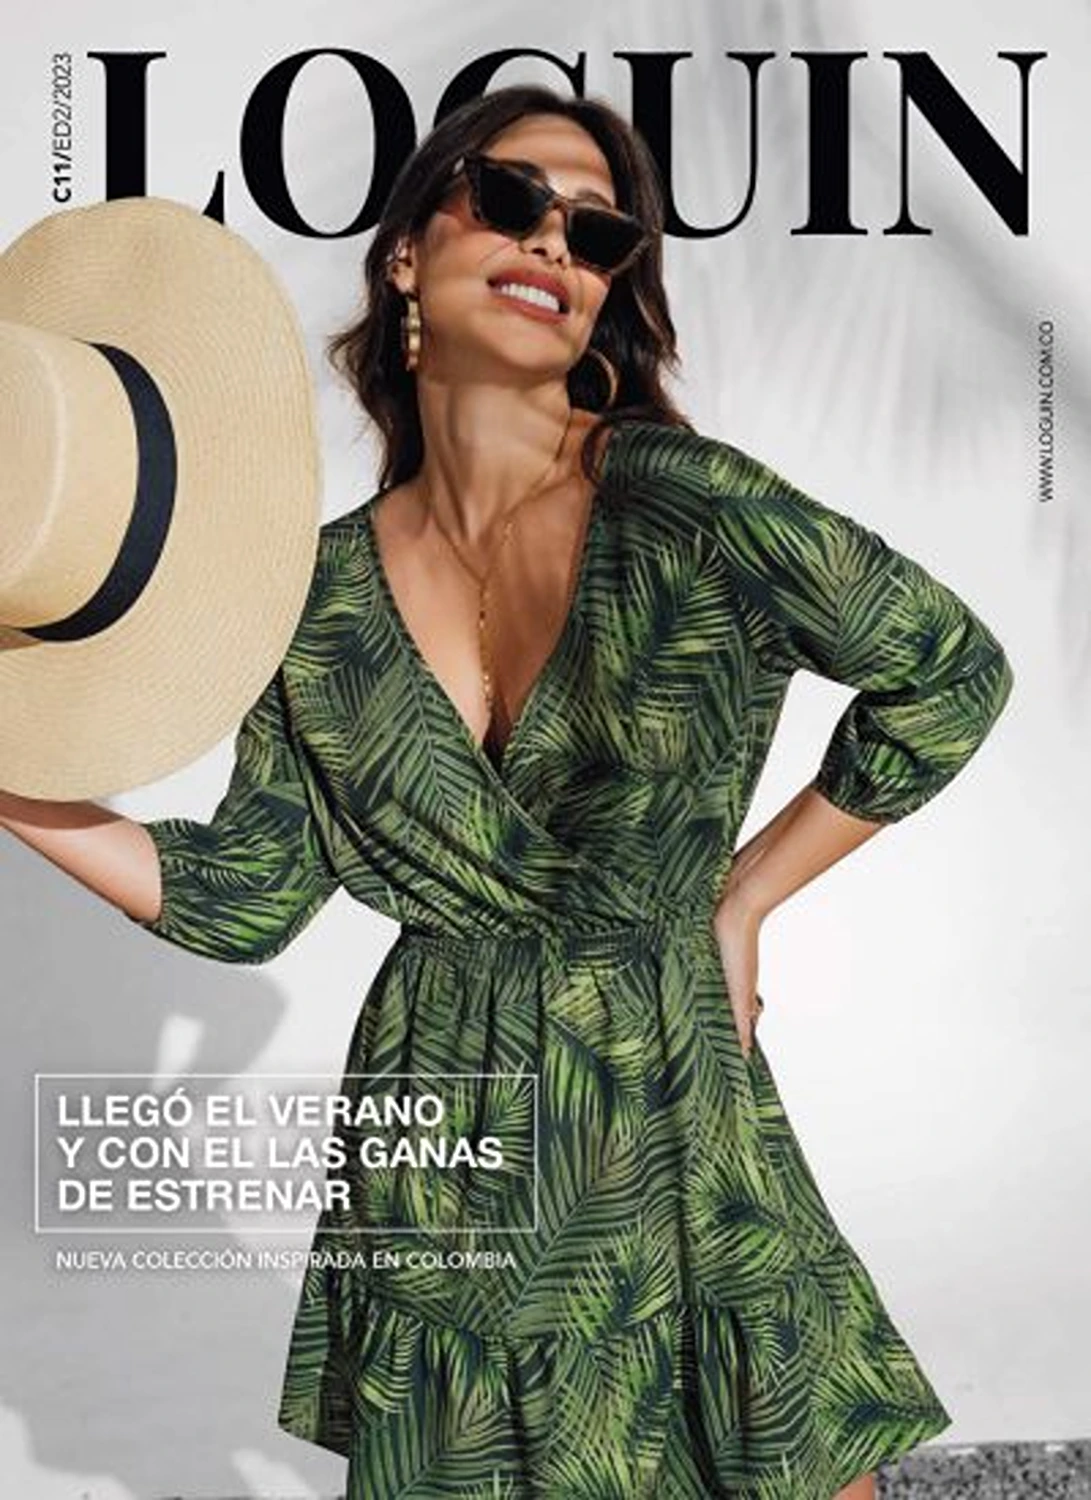 C11/ED2/2023
LOGUIN
WWW.LOGUIN.COM.CO
LLEGÓ EL VERANO
Y CON EL LAS GANAS
DE ESTRENAR
NUEVA COLECCIÓN INSPIRADA EN COLOMBIA